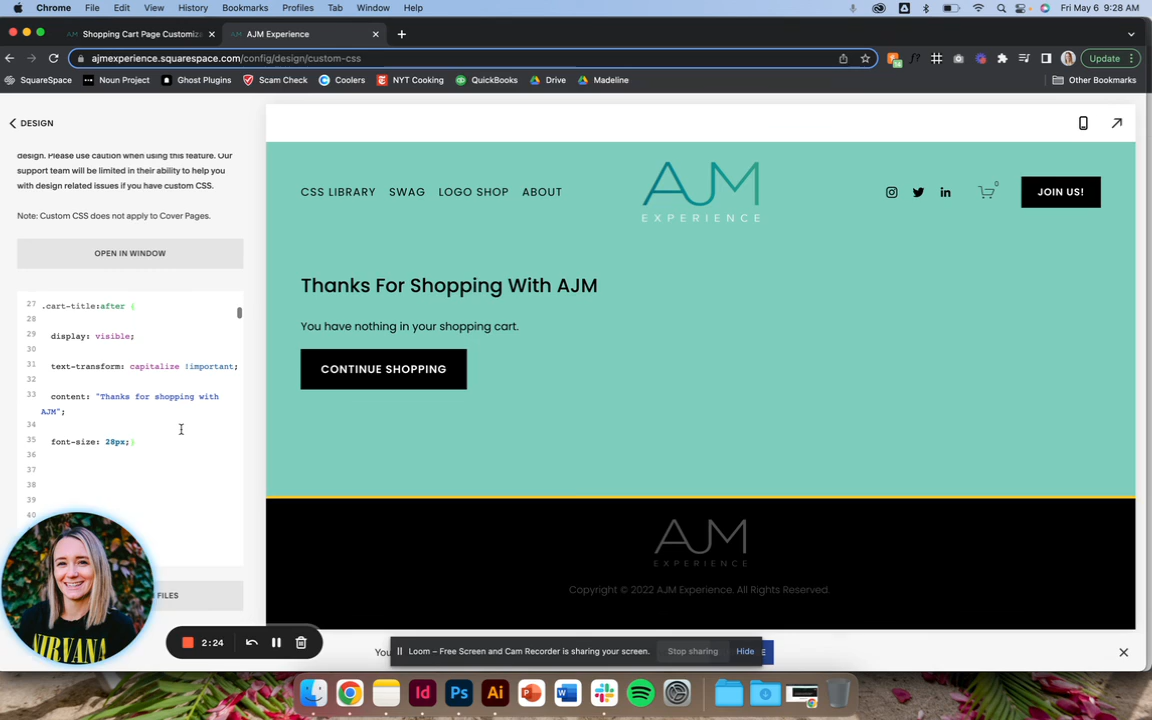 Chrome File Edit View History Bookmarks Profiles Tab Window Help Fri May 6 9:28 AM
Shopping Cart Page Customiza AJM Experience
ajmexperience.squarespace.com/config/design/custom-css Update
SquareSpace Noun Project Ghost Plugins Scam Check Coolers NYT Cooking QuickBooks Drive Madeline Other Bookmarks
DESIGN
design. Please use caution when using this feature. Our
support team will be limited in their ability to help you
with design related issues if you have custom CSS.
Note: Custom CSS does not apply to Cover Pages.
OPEN IN WINDOW
27 .cart-title:after {
28
29 display: visible;
30
31 text-transform: capitalize !important;
32
33 content: "Thanks for shopping with
AJM";
34
35 font-size: 28px;}
36
37
38
39
40
FILES
NIRVANA
2:24
CSS LIBRARY SWAG LOGO SHOP ABOUT
AJM
EXPERIENCE
0
JOIN US!
Thanks For Shopping With AJM
You have nothing in your shopping cart.
CONTINUE SHOPPING
AJM
EXPERIENCE
Copyright © 2022 AJM Experience. All Rights Reserved.
You
Loom – Free Screen and Cam Recorder is sharing your screen. Stop sharing Hide
Id Ps Ai